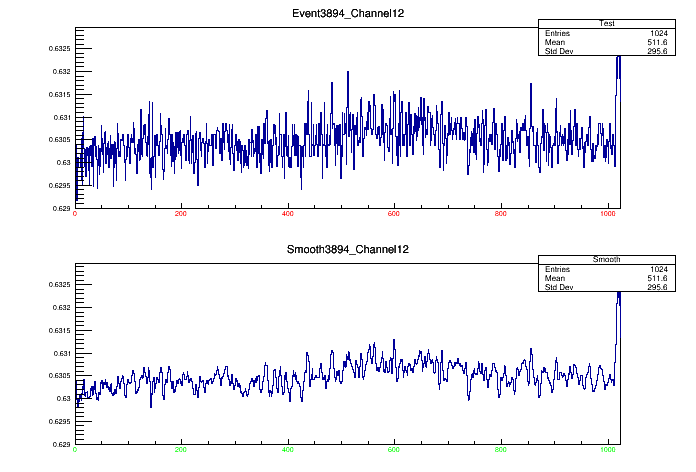 Event3894_Channel12
Test
Entries 1024
Mean 511.6
Std Dev 295.6
0.6325
0.632
0.6315
0.631
0.6305
0.63
0.6295
0.629
0 200 400 600 800 1000
Smooth3894_Channel12
Smooth
Entries 1024
Mean 511.6
Std Dev 295.6
0.6325
0.632
0.6315
0.631
0.6305
0.63
0.6295
0.629
0 200 400 600 800 1000